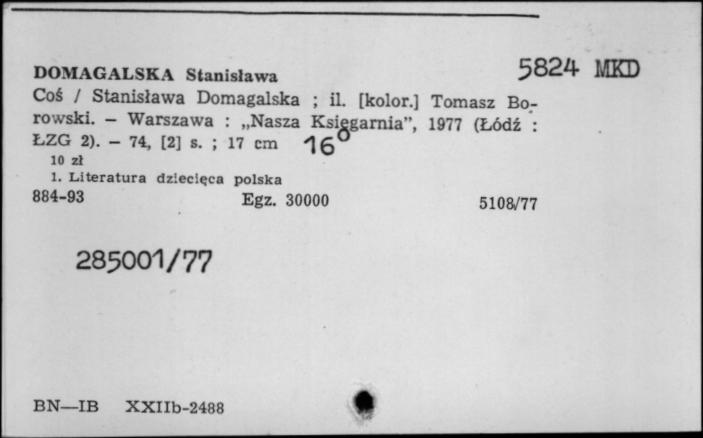 5824 MKD
DOMAGALSKA Stanisława
Coś / Stanisława Domagalska ; il. [kolor.] Tomasz Bo-
rowski. — Warszawa : „Nasza Księgarnia”, 1977 (Łódź :
ŁZG 2). — 74, [2] s. ; 17 cm 16°
10 zł
1. Literatura dziecięca polska
884-93 Egz. 30000 5108/77
285001/77
BN—IB XXIIb-2488